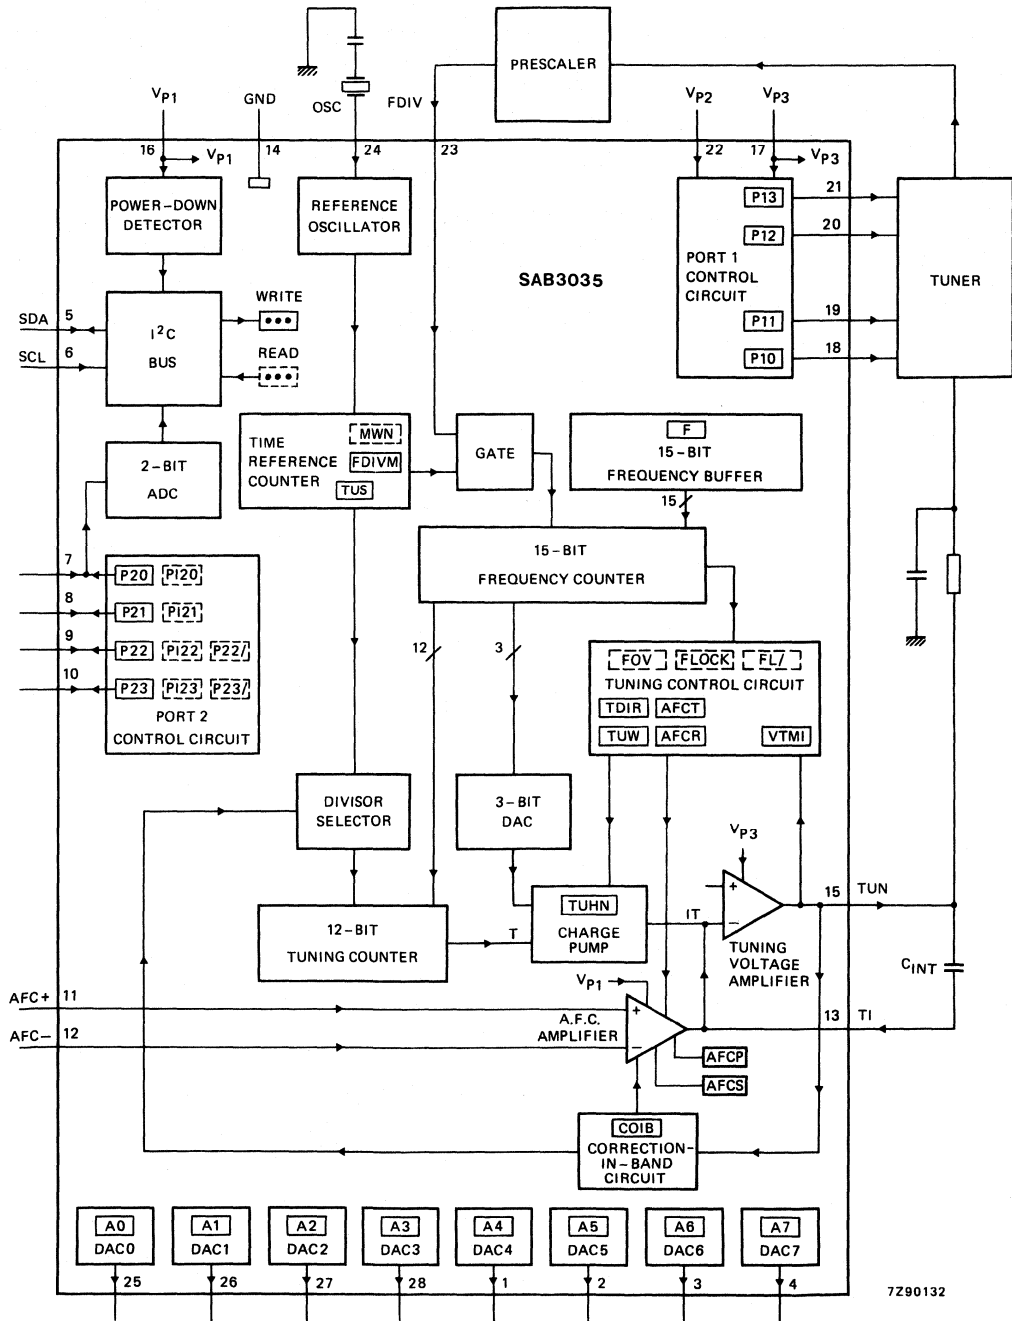 PRESCALER
OSC
FDIV
VP1
GND
VP2
VP3
16
VP1
14
24
23
22
17
VP3
POWER-DOWN
DETECTOR
REFERENCE
OSCILLATOR
SAB3035
P13
21
P12
20
PORT 1
CONTROL
CIRCUIT
P11
19
P10
18
TUNER
SDA
5
SCL
6
I2C
BUS
WRITE
READ
2-BIT
ADC
TIME
REFERENCE
COUNTER
MWN
FDIVM
TUS
GATE
F
15-BIT
FREQUENCY BUFFER
15
15-BIT
FREQUENCY COUNTER
7
P20 PI20
8
P21 PI21
9
P22 PI22 P22/
10
P23 PI23 P23/
PORT 2
CONTROL CIRCUIT
12
3
FOV FLOCK FL/
TUNING CONTROL CIRCUIT
TDIR AFCT
TUW AFCR VTMI
DIVISOR
SELECTOR
3-BIT
DAC
VP3
12-BIT
TUNING COUNTER
T
TUHN
CHARGE
PUMP
IT
+
−
TUNING
VOLTAGE
AMPLIFIER
15 TUN
CINT
VP1
AFC+ 11
AFC− 12
A.F.C.
AMPLIFIER
+
−
13 TI
AFCP
AFCS
COIB
CORRECTION-
IN-BAND
CIRCUIT
A0
DAC0
25
A1
DAC1
26
A2
DAC2
27
A3
DAC3
28
A4
DAC4
1
A5
DAC5
2
A6
DAC6
3
A7
DAC7
4
7Z90132